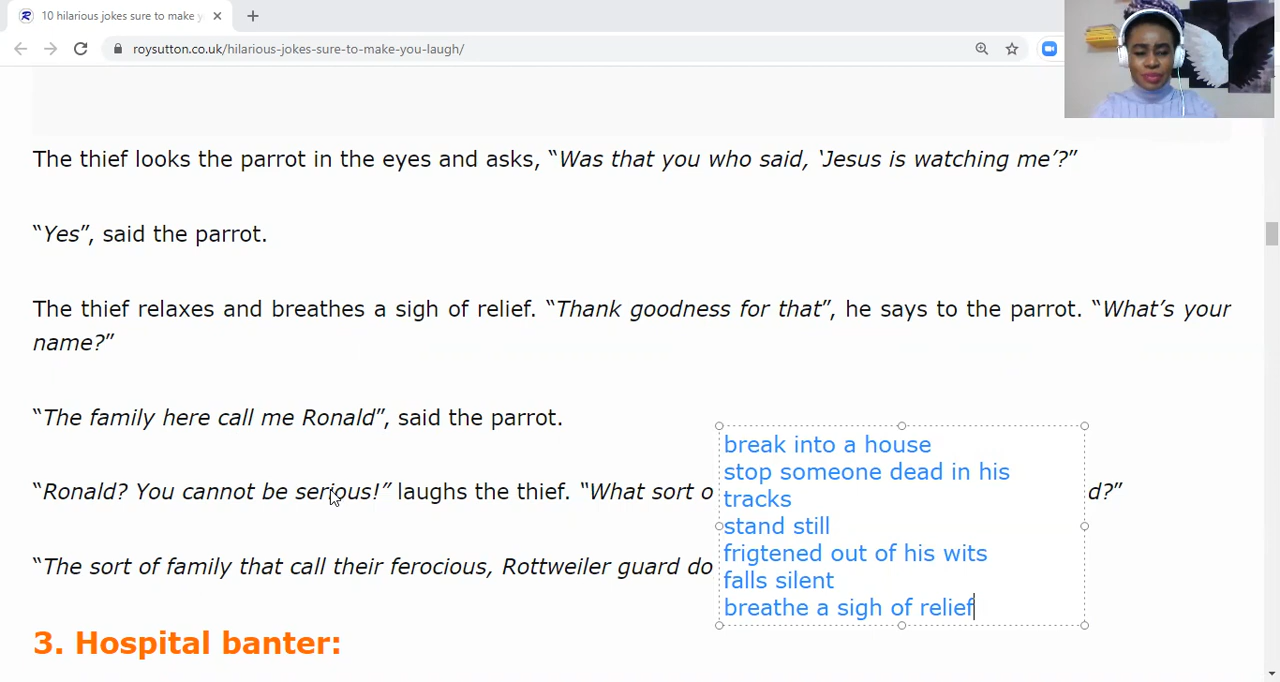 10 hilarious jokes sure to make y
roysutton.co.uk/hilarious-jokes-sure-to-make-you-laugh/
The thief looks the parrot in the eyes and asks, “Was that you who said, ‘Jesus is watching me’?”
“Yes”, said the parrot.
The thief relaxes and breathes a sigh of relief. “Thank goodness for that”, he says to the parrot. “What’s your
name?”
“The family here call me Ronald”, said the parrot.
“Ronald? You cannot be serious!” laughs the thief. “What sort o d?”
“The sort of family that call their ferocious, Rottweiler guard do
break into a house
stop someone dead in his
tracks
stand still
frigtened out of his wits
falls silent
breathe a sigh of relief
3. Hospital banter: